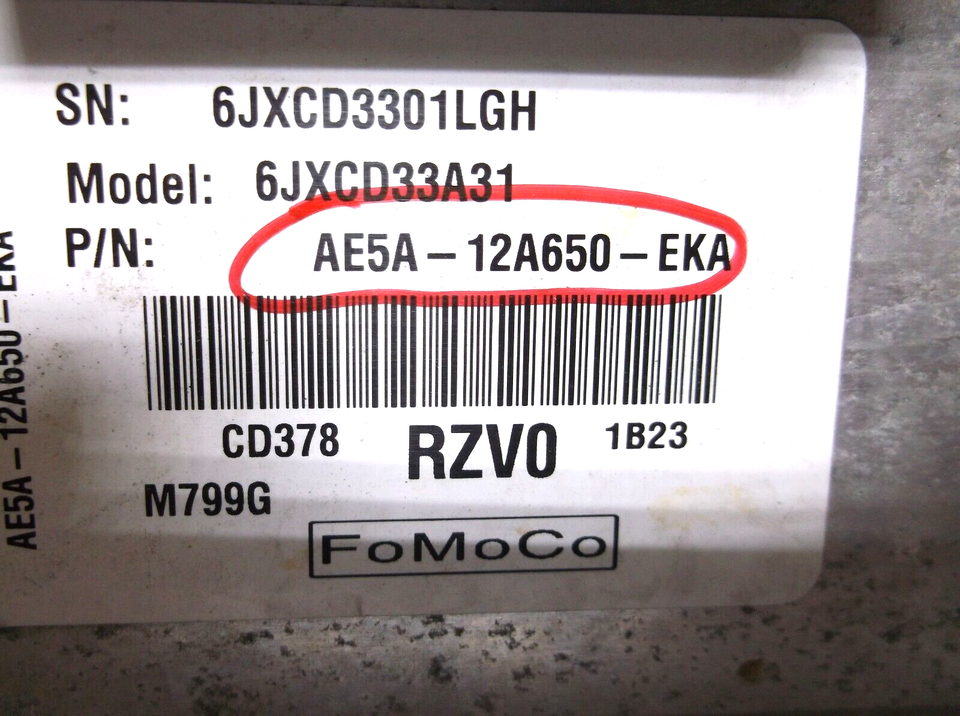 SN: 6JXCD3301LGH
Model: 6JXCD33A31
P/N: AE5A – 12A650 – EKA
CD378 RZV0 1B23
M799G
FoMoCo
AE5A – 12A650 – EKA